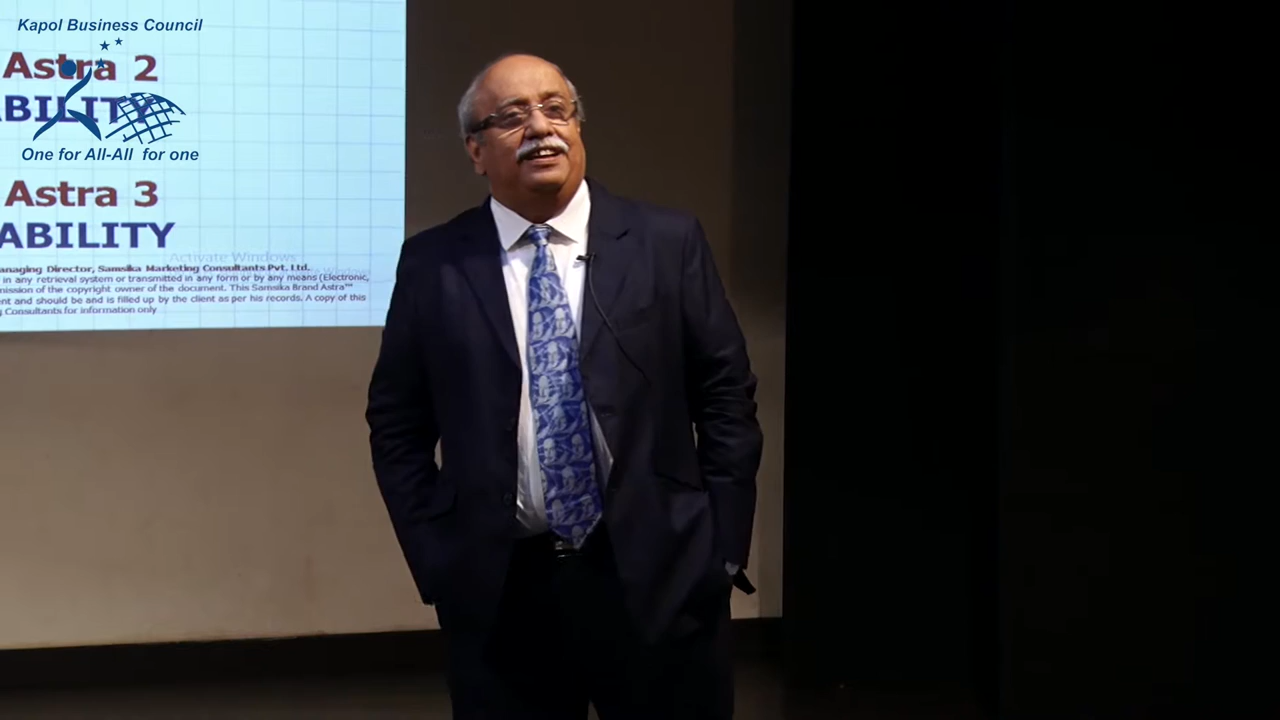 Kapol Business Council
Astra 2
ABILITY
One for All-All for one
Astra 3
ABILITY
Activate Windows
anaging Director, Samsika Marketing Consultants Pvt. Ltd.
in any retrieval system or transmitted in any form or by any means (Electronic,
mission of the copyright owner of the document. This Samsika Brand Astra™
ent and should be and is filled up by the client as per his records. A copy of this
g Consultants for information only